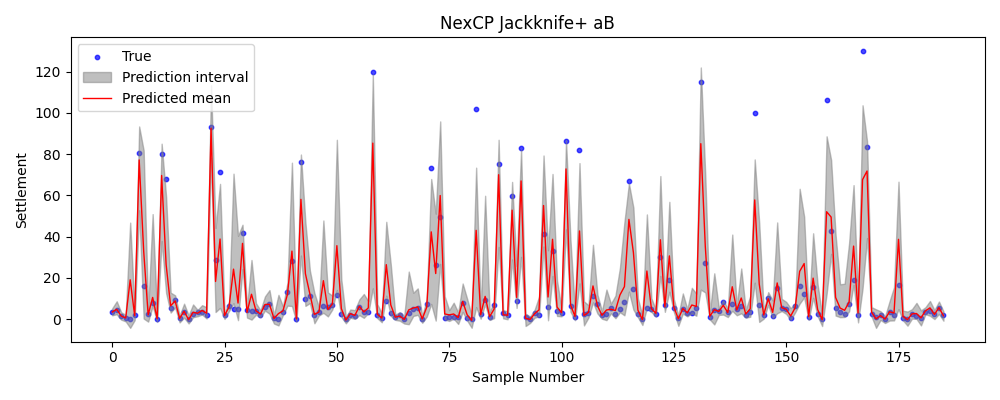 NexCP Jackknife+ aB
True
Prediction interval
Predicted mean
Settlement
120
100
80
60
40
20
0
0
25
50
75
100
125
150
175
Sample Number